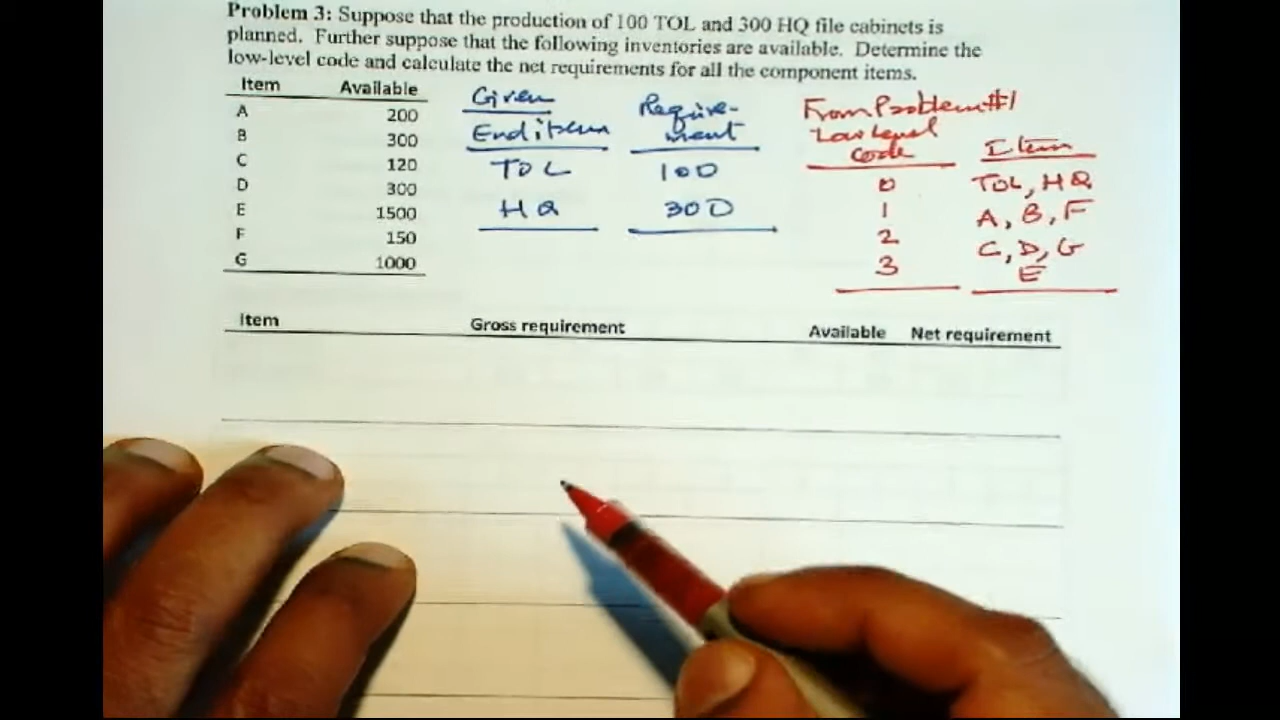 Problem 3: Suppose that the production of 100 TOL and 300 HQ file cabinets is
planned. Further suppose that the following inventories are available. Determine the
low-level code and calculate the net requirements for all the component items.
Item Available
A 200
B 300
C 120
D 300
E 1500
F 150
G 1000
Given
End item
Require-
ment
TOL 100
HQ 300
From Problem #1
Low Level
Code
Item
0 TOL, HQ
1 A, B, F
2 C, D, G
3 E
Item Gross requirement Available Net requirement